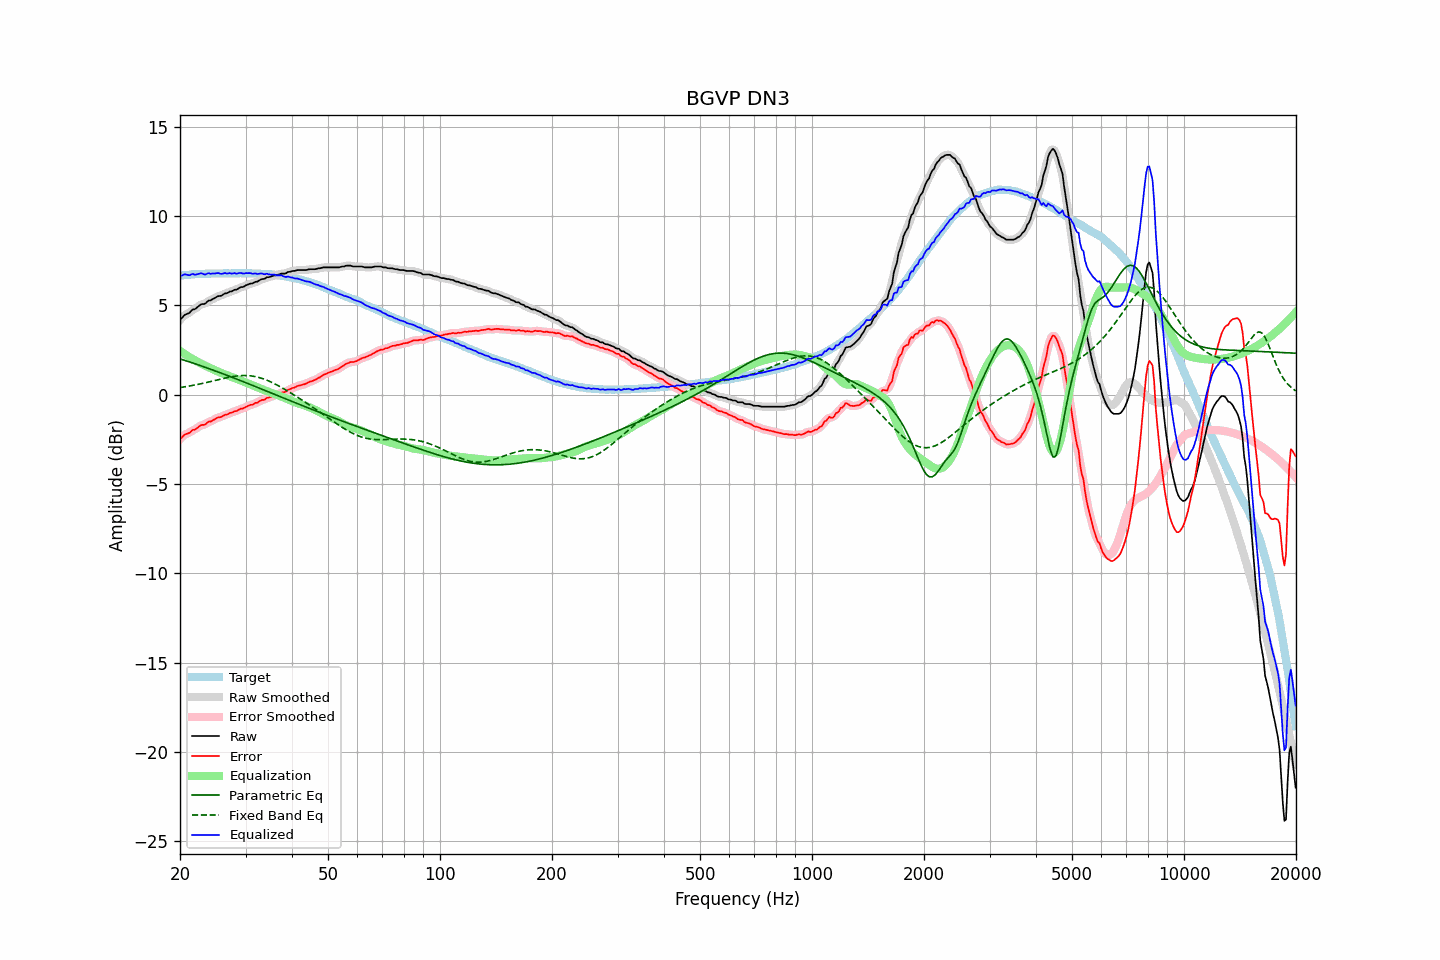 BGVP DN3
15
10
5
0
−5
−10
−15
−20
−25
Amplitude (dBr)
Target
Raw Smoothed
Error Smoothed
Raw
Error
Equalization
Parametric Eq
Fixed Band Eq
Equalized
20 50 100 200 500 1000 2000 5000 10000 20000
Frequency (Hz)